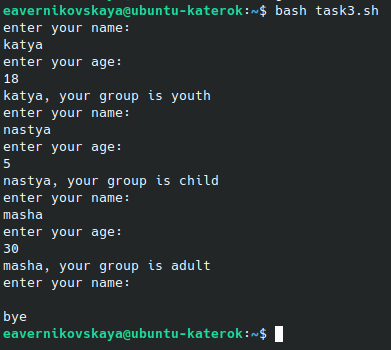 eavernikovskaya@ubuntu-katerok:~$ bash task3.sh
enter your name:
katya
enter your age:
18
katya, your group is youth
enter your name:
nastya
enter your age:
5
nastya, your group is child
enter your name:
masha
enter your age:
30
masha, your group is adult
enter your name:
bye
eavernikovskaya@ubuntu-katerok:~$